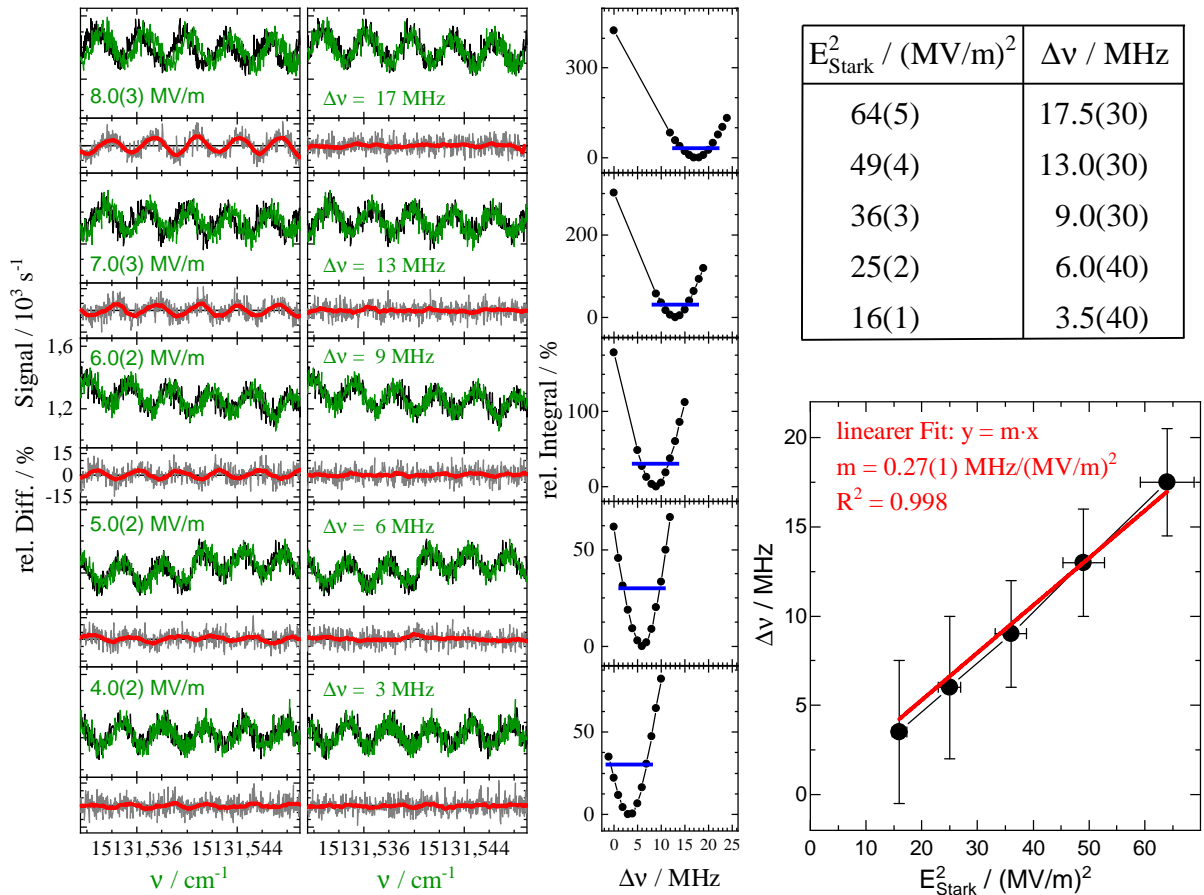 Signal / 10³ s⁻¹
rel. Diff. / %
8.0(3) MV/m
Δν = 17 MHz
7.0(3) MV/m
Δν = 13 MHz
1,6
1,2
6.0(2) MV/m
Δν = 9 MHz
15
0
-15
5.0(2) MV/m
Δν = 6 MHz
4.0(2) MV/m
Δν = 3 MHz
15131,536 15131,544
15131,536 15131,544
ν / cm⁻¹
ν / cm⁻¹
rel. Integral / %
300
0
200
0
100
0
50
0
50
0
0 5 10 15 20 25
Δν / MHz
E²Stark / (MV/m)² Δν / MHz
64(5) 17.5(30)
49(4) 13.0(30)
36(3) 9.0(30)
25(2) 6.0(40)
16(1) 3.5(40)
linearer Fit: y = m·x
m = 0.27(1) MHz/(MV/m)²
R² = 0.998
Δν / MHz
20
15
10
5
0
0 10 20 30 40 50 60
E²Stark / (MV/m)²